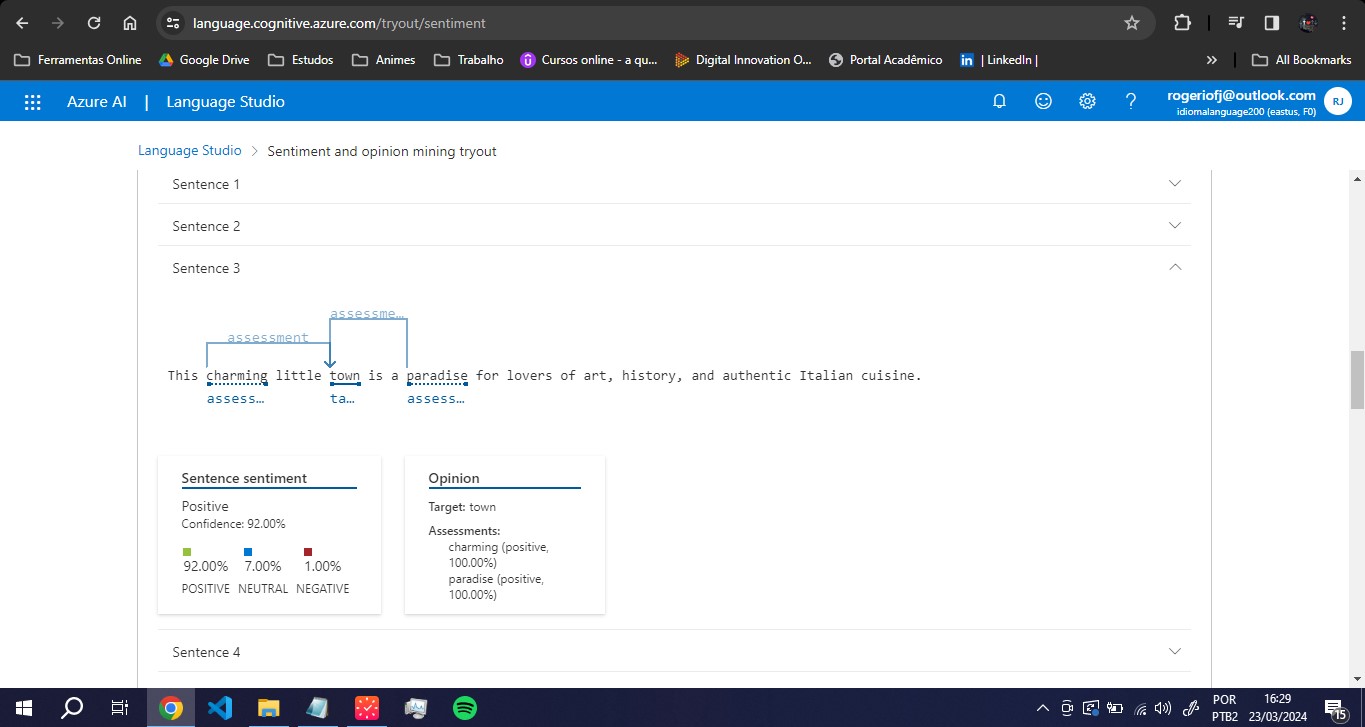 language.cognitive.azure.com/tryout/sentiment
Ferramentas Online Google Drive Estudos Animes Trabalho Cursos online - a qu... Digital Innovation O... Portal Acadêmico | LinkedIn | » All Bookmarks
Azure AI | Language Studio
rogeriofj@outlook.com
idiomalanguage200 (eastus, F0)
RJ
Language Studio > Sentiment and opinion mining tryout
Sentence 1
Sentence 2
Sentence 3
assessme...
assessment
This charming little town is a paradise for lovers of art, history, and authentic Italian cuisine.
assess... ta... assess...
Sentence sentiment
Positive
Confidence: 92.00%
92.00% 7.00% 1.00%
POSITIVE NEUTRAL NEGATIVE
Opinion
Target: town
Assessments:
charming (positive,
100.00%)
paradise (positive,
100.00%)
Sentence 4
POR 16:29
PTB2 23/03/2024
15